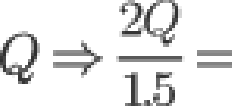 Q ⇒ 2Q/1.5 =